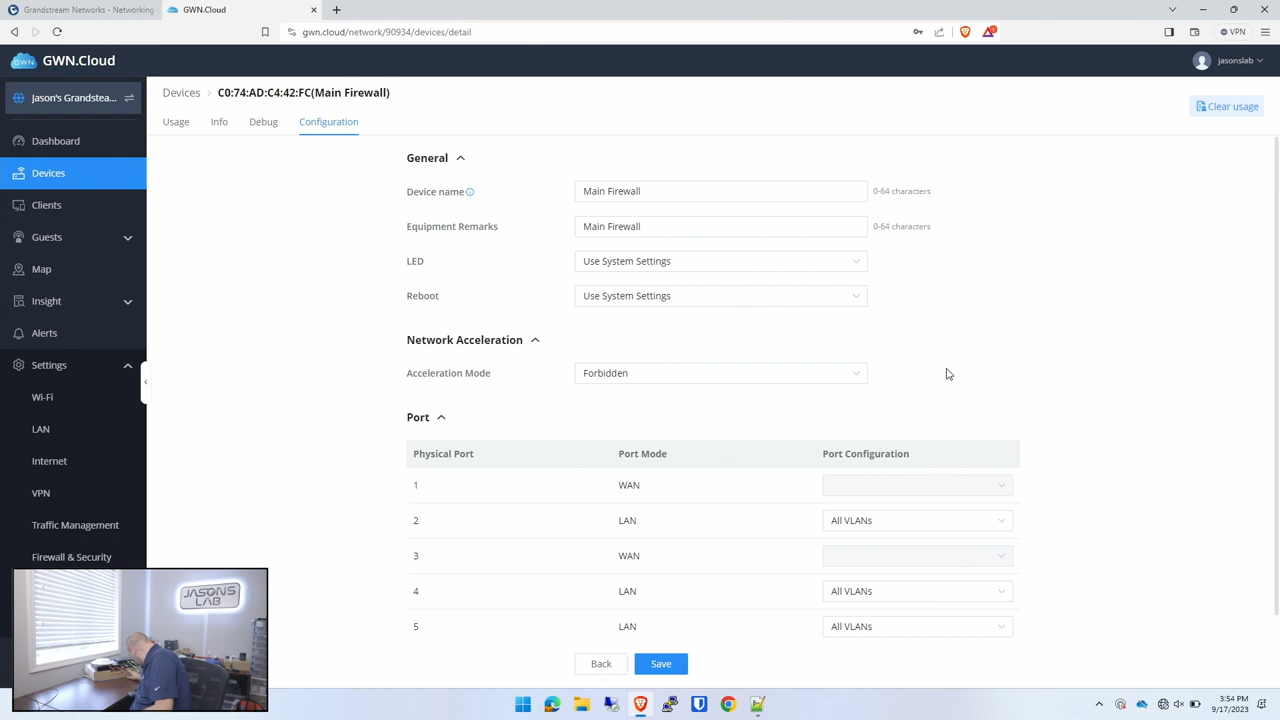 Grandstream Networks - Networking
GWN.Cloud
gwn.cloud/network/90934/devices/detail
VPN
GWN.Cloud
jasonslab
Jason's Grandstea...
Devices
C0:74:AD:C4:42:FC(Main Firewall)
Clear usage
Usage
Info
Debug
Configuration
Dashboard
Devices
Clients
Guests
Map
Insight
Alerts
Settings
Wi-Fi
LAN
Internet
VPN
Traffic Management
Firewall & Security
General
Device name
Main Firewall
0-64 characters
Equipment Remarks
Main Firewall
0-64 characters
LED
Use System Settings
Reboot
Use System Settings
Network Acceleration
Acceleration Mode
Forbidden
Port
Physical Port
Port Mode
Port Configuration
1
WAN
2
LAN
All VLANs
3
WAN
4
LAN
All VLANs
5
LAN
All VLANs
Back
Save
JASONS
LAB
3:54 PM
9/17/2023